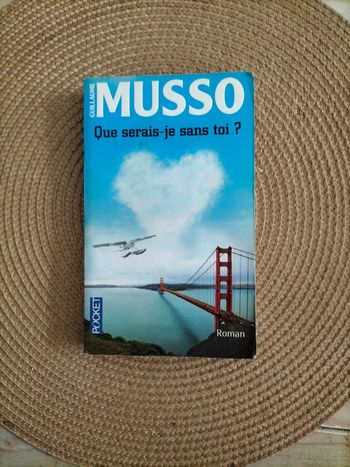 GUILLAUME
MUSSO
Que serais-je sans toi ?
POCKET
Roman